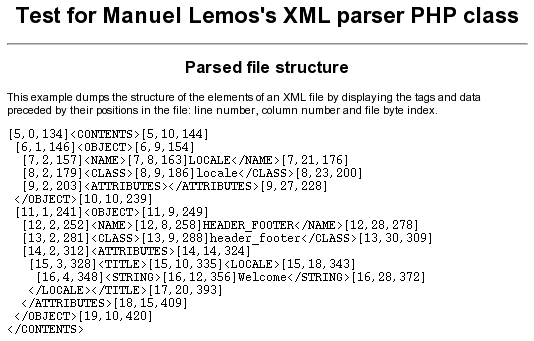 Test for Manuel Lemos's XML parser PHP class
Parsed file structure
This example dumps the structure of the elements of an XML file by displaying the tags and data
preceded by their positions in the file: line number, column number and file byte index.
[5,0,134]<CONTENTS>[5,10,144]
[6,1,146]<OBJECT>[6,9,154]
[7,2,157]<NAME>[7,8,163]LOCALE</NAME>[7,21,176]
[8,2,179]<CLASS>[8,9,186]locale</CLASS>[8,23,200]
[9,2,203]<ATTRIBUTES></ATTRIBUTES>[9,27,228]
</OBJECT>[10,10,239]
[11,1,241]<OBJECT>[11,9,249]
[12,2,252]<NAME>[12,8,258]HEADER_FOOTER</NAME>[12,28,278]
[13,2,281]<CLASS>[13,9,288]header_footer</CLASS>[13,30,309]
[14,2,312]<ATTRIBUTES>[14,14,324]
[15,3,328]<TITLE>[15,10,335]<LOCALE>[15,18,343]
[16,4,348]<STRING>[16,12,356]Welcome</STRING>[16,28,372]
</LOCALE></TITLE>[17,20,393]
</ATTRIBUTES>[18,15,409]
</OBJECT>[19,10,420]
</CONTENTS>